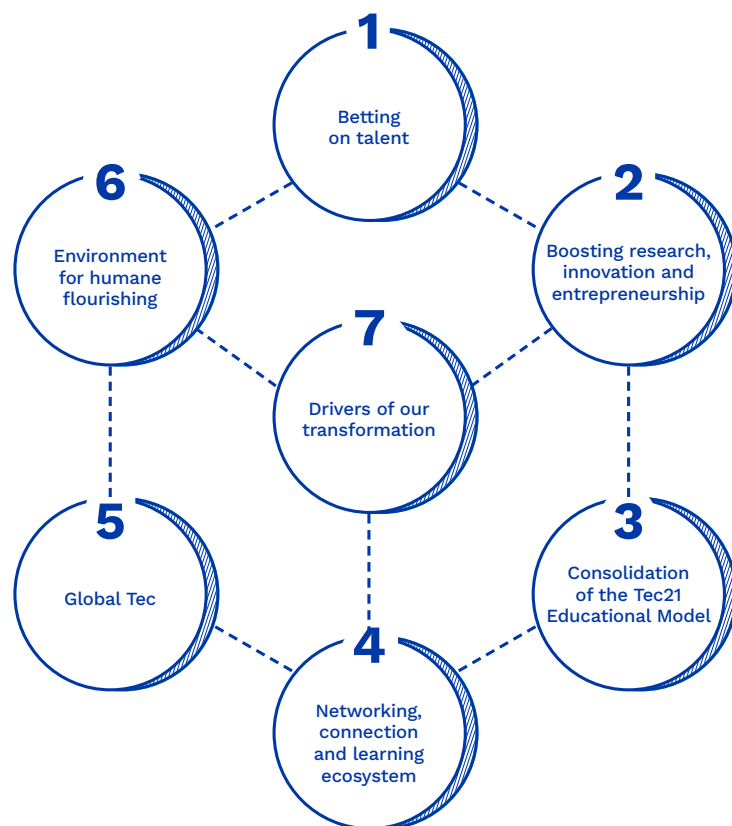 1
Betting
on talent
2
Boosting research,
innovation and
entrepreneurship
3
Consolidation
of the Tec21
Educational Model
4
Networking,
connection
and learning
ecosystem
5
Global Tec
6
Environment
for humane
flourishing
7
Drivers of our
transformation